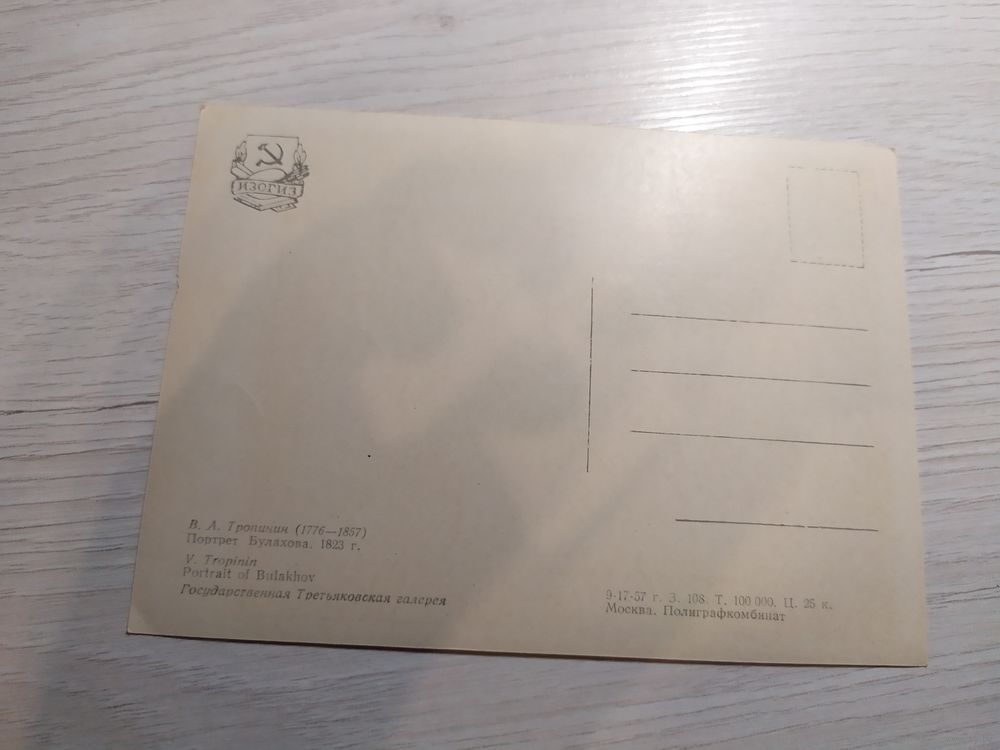 ИЗОГИЗ
В. А. Тропинин (1776—1857)
Портрет Булахова. 1823 г.
V. Tropinin
Portrait of Bulakhov
Государственная Третьяковская галерея
9-17-57 г. З. 108. Т. 100 000. Ц. 25 к.
Москва. Полиграфкомбинат